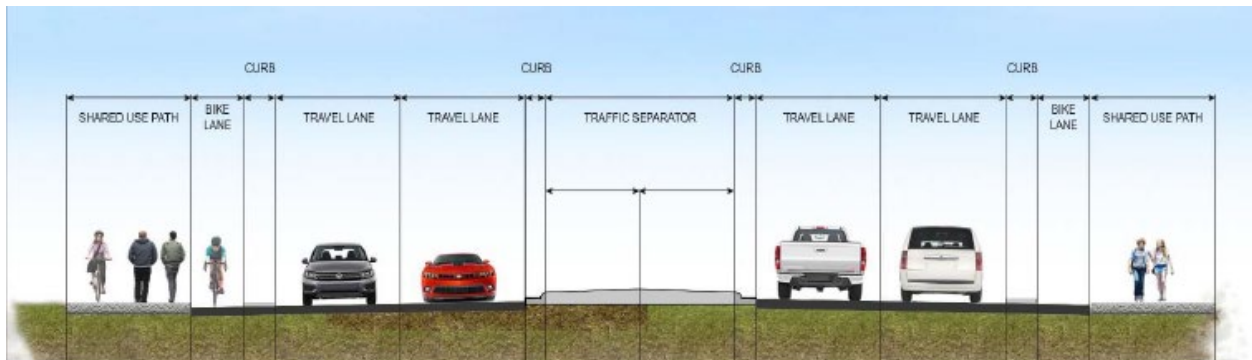 CURB
CURB
CURB
CURB
SHARED USE PATH
BIKE
LANE
TRAVEL LANE
TRAVEL LANE
TRAFFIC SEPARATOR
TRAVEL LANE
TRAVEL LANE
BIKE
LANE
SHARED USE PATH